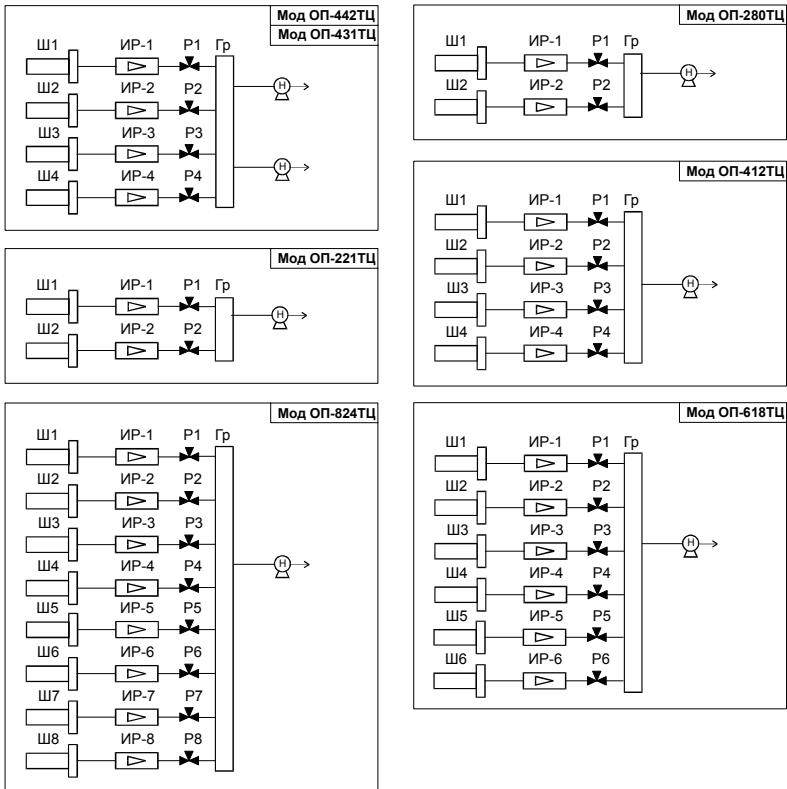 Мод ОП-442ТЦ
Мод ОП-431ТЦ
Ш1 ИР-1 Р1 Гр
Ш2 ИР-2 Р2
Н
Ш3 ИР-3 Р3
Ш4 ИР-4 Р4
Н
Мод ОП-280ТЦ
Ш1 ИР-1 Р1 Гр
Ш2 ИР-2 Р2
Н
Мод ОП-221ТЦ
Ш1 ИР-1 Р1 Гр
Ш2 ИР-2 Р2
Н
Мод ОП-412ТЦ
Ш1 ИР-1 Р1 Гр
Ш2 ИР-2 Р2
Ш3 ИР-3 Р3
Н
Ш4 ИР-4 Р4
Мод ОП-824ТЦ
Ш1 ИР-1 Р1 Гр
Ш2 ИР-2 Р2
Ш3 ИР-3 Р3
Ш4 ИР-4 Р4
Н
Ш5 ИР-5 Р5
Ш6 ИР-6 Р6
Ш7 ИР-7 Р7
Ш8 ИР-8 Р8
Мод ОП-618ТЦ
Ш1 ИР-1 Р1 Гр
Ш2 ИР-2 Р2
Ш3 ИР-3 Р3
Н
Ш4 ИР-4 Р4
Ш5 ИР-5 Р5
Ш6 ИР-6 Р6